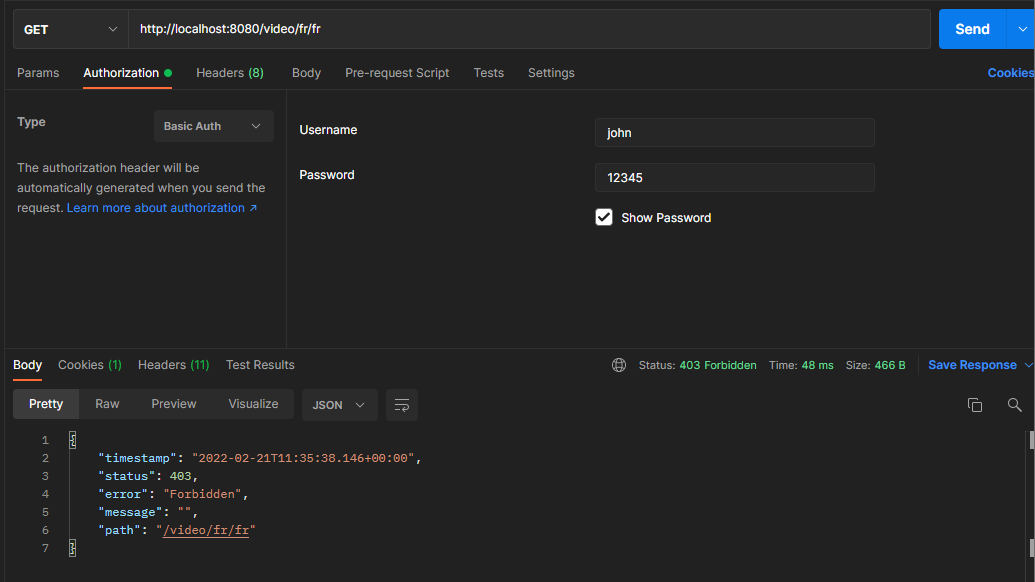 GET http://localhost:8080/video/fr/fr Send
Params Authorization Headers (8) Body Pre-request Script Tests Settings Cookies
Type Basic Auth
The authorization header will be
automatically generated when you send the
request. Learn more about authorization ↗
Username john
Password 12345
Show Password
Body Cookies (1) Headers (11) Test Results Status: 403 Forbidden Time: 48 ms Size: 466 B Save Response
Pretty Raw Preview Visualize JSON
1 {
2 "timestamp": "2022-02-21T11:35:38.146+00:00",
3 "status": 403,
4 "error": "Forbidden",
5 "message": "",
6 "path": "/video/fr/fr"
7 }